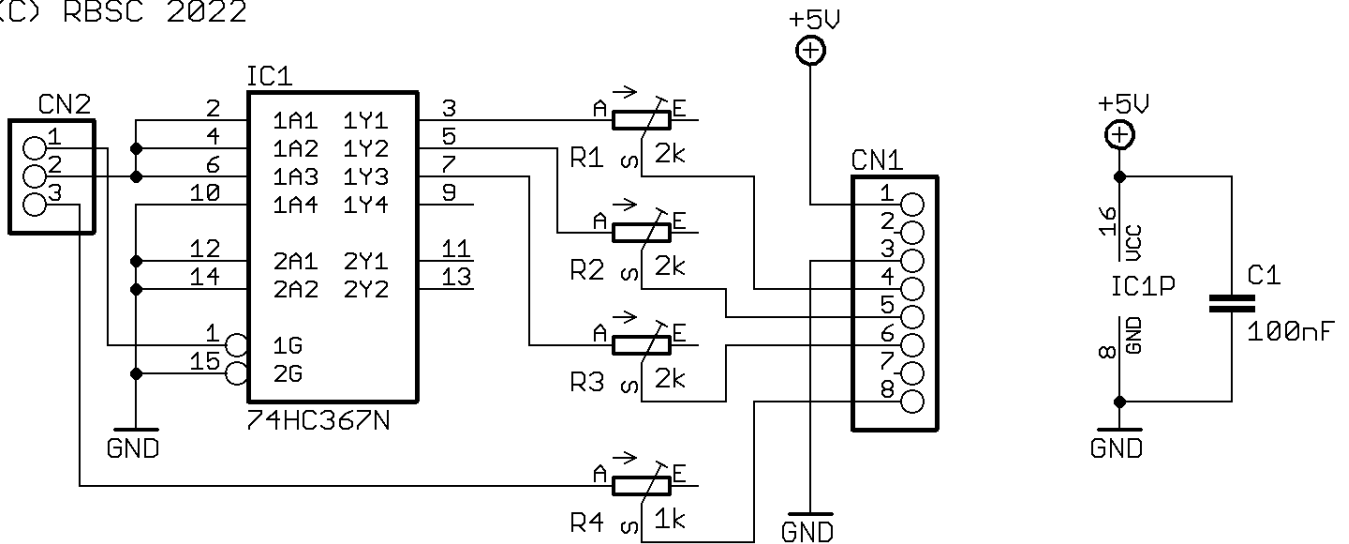 (C) RBSC 2022
+5V
IC1
CN2
1
2
3
2 1A1 1Y1 3
4 1A2 1Y2 5
6 1A3 1Y3 7
10 1A4 1Y4 9
12 2A1 2Y1 11
14 2A2 2Y2 13
1 1G
15 2G
74HC367N
GND
A E
R1 S 2k
A E
R2 S 2k
A E
R3 S 2k
A E
R4 S 1k
CN1
1
2
3
4
5
6
7
8
GND
+5V
16 VCC
IC1P
8 GND
GND
C1
100nF